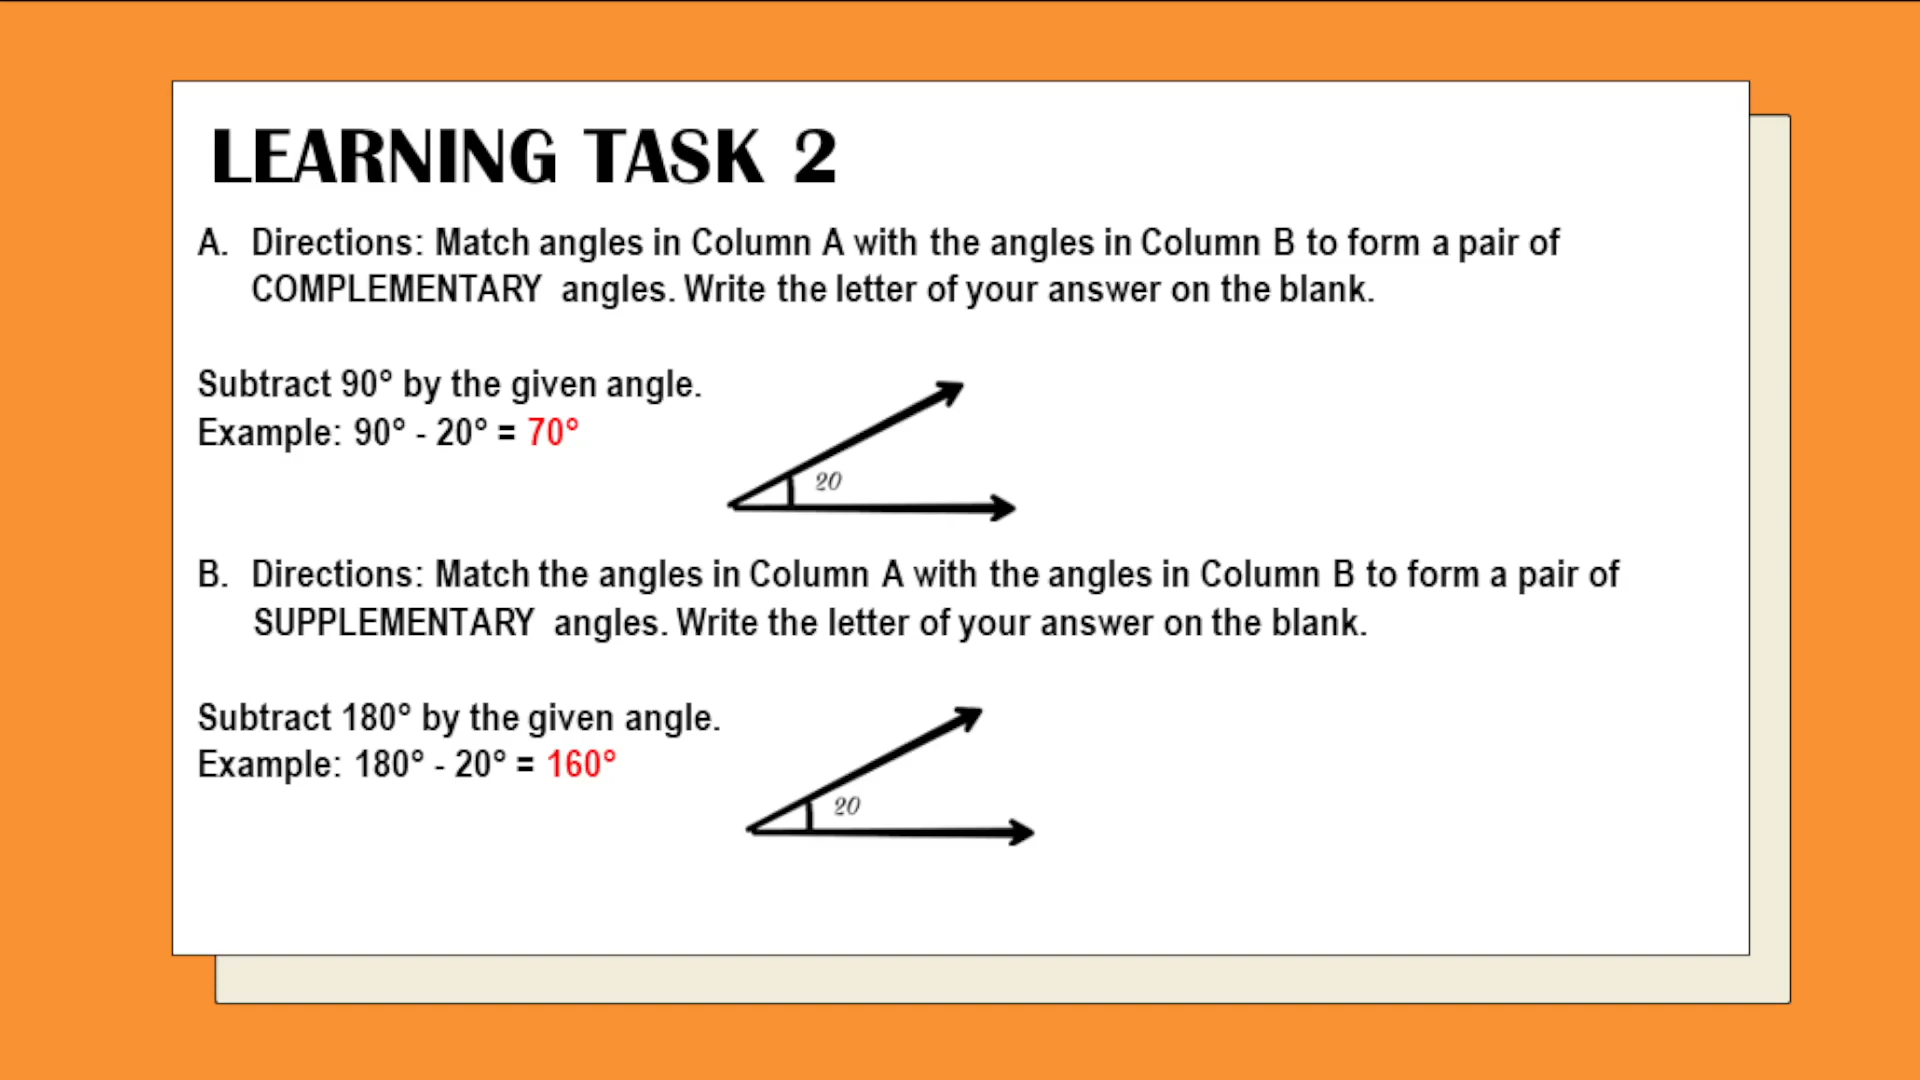 LEARNING TASK 2
A. Directions: Match angles in Column A with the angles in Column B to form a pair of
COMPLEMENTARY angles. Write the letter of your answer on the blank.
Subtract 90° by the given angle.
Example: 90° - 20° = 70°
20
B. Directions: Match the angles in Column A with the angles in Column B to form a pair of
SUPPLEMENTARY angles. Write the letter of your answer on the blank.
Subtract 180° by the given angle.
Example: 180° - 20° = 160°
20